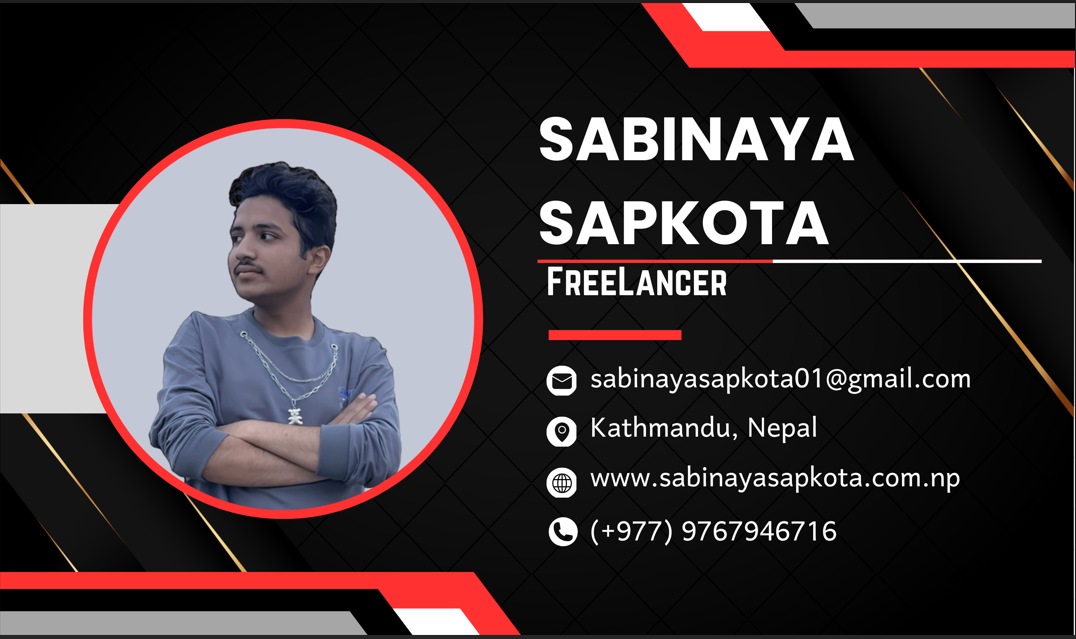 SABINAYA
SAPKOTA
FreeLancer
sabinayasapkota01@gmail.com
Kathmandu, Nepal
www.sabinayasapkota.com.np
(+977) 9767946716